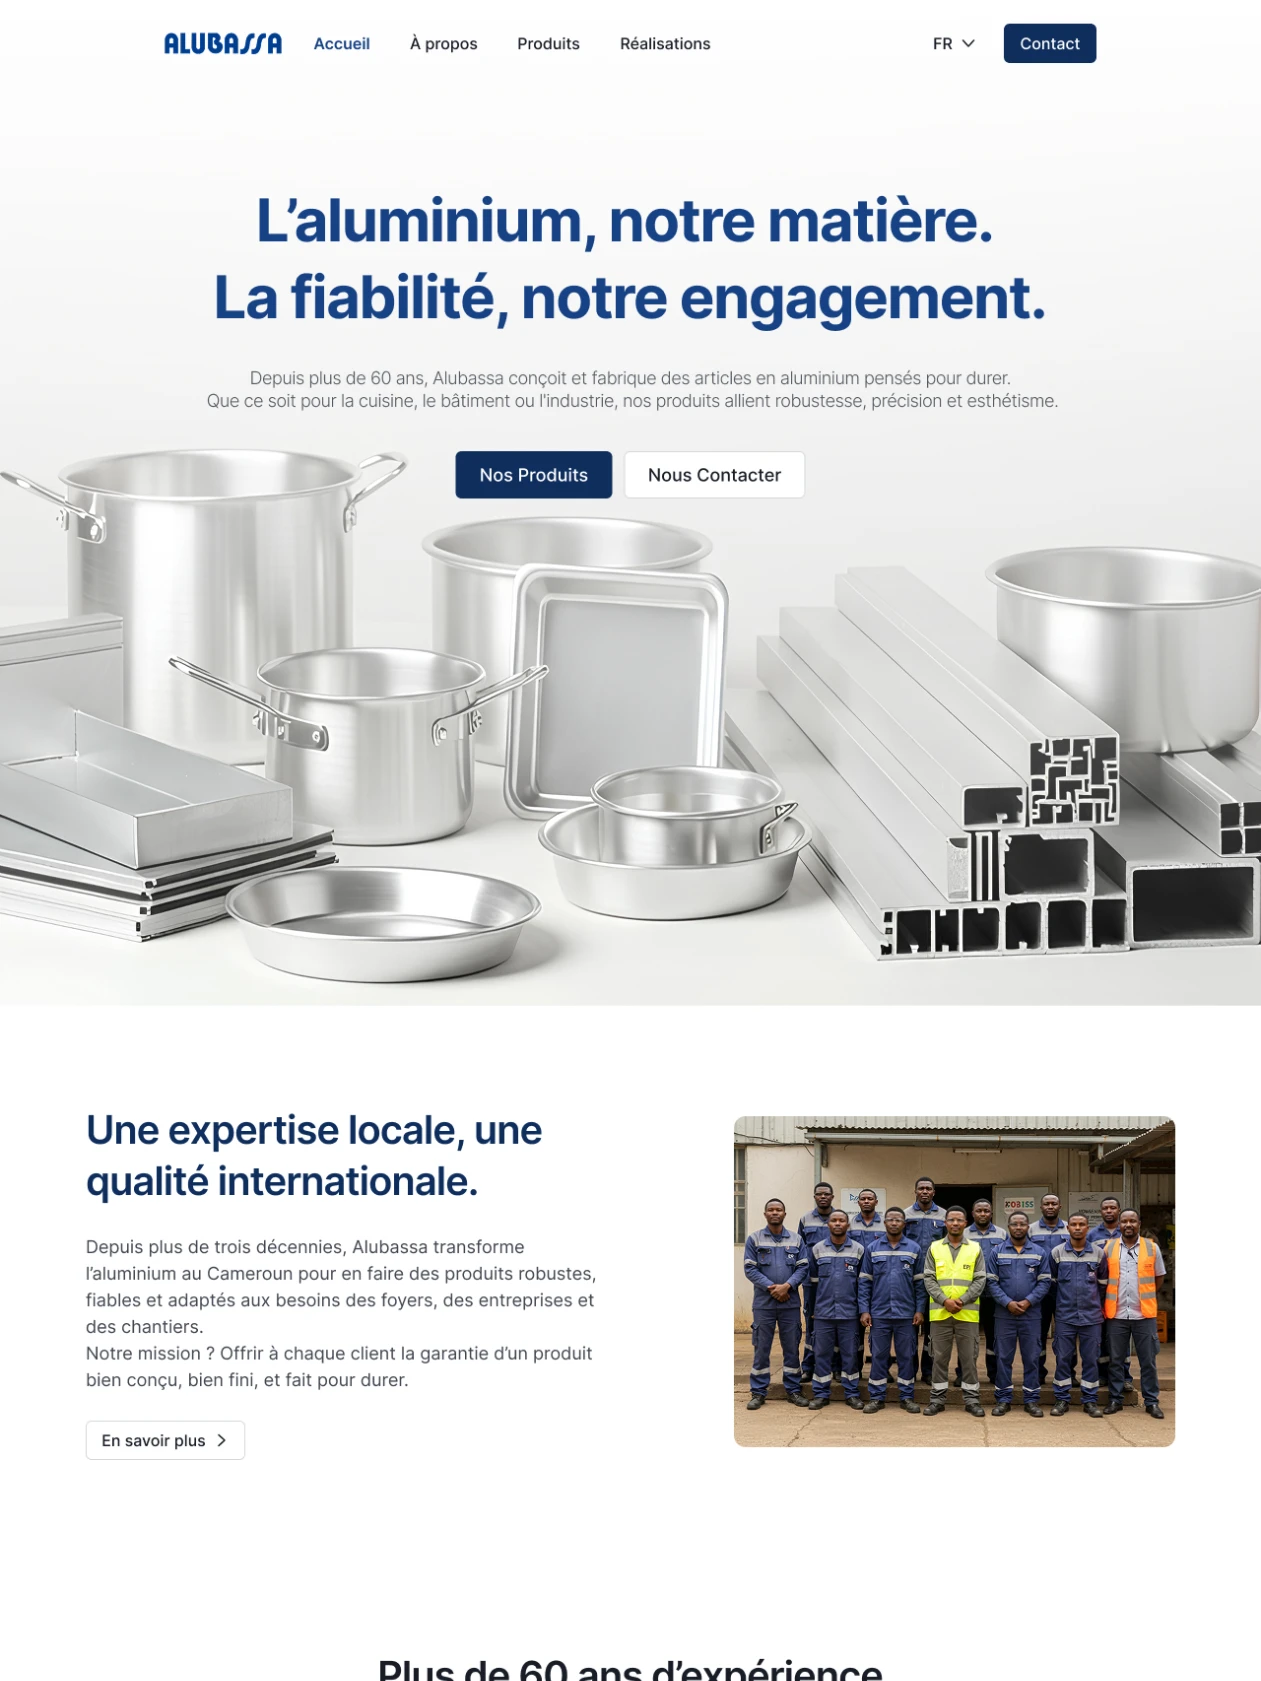 ALUBASSA
Accueil
À propos
Produits
Réalisations
FR
Contact
L’aluminium, notre matière.
La fiabilité, notre engagement.
Depuis plus de 60 ans, Alubassa conçoit et fabrique des articles en aluminium pensés pour durer.
Que ce soit pour la cuisine, le bâtiment ou l'industrie, nos produits allient robustesse, précision et esthétisme.
Nos Produits
Nous Contacter
Une expertise locale, une
qualité internationale.
Depuis plus de trois décennies, Alubassa transforme
l’aluminium au Cameroun pour en faire des produits robustes,
fiables et adaptés aux besoins des foyers, des entreprises et
des chantiers.
Notre mission ? Offrir à chaque client la garantie d’un produit
bien conçu, bien fini, et fait pour durer.
En savoir plus
Plus de 60 ans d’expérience